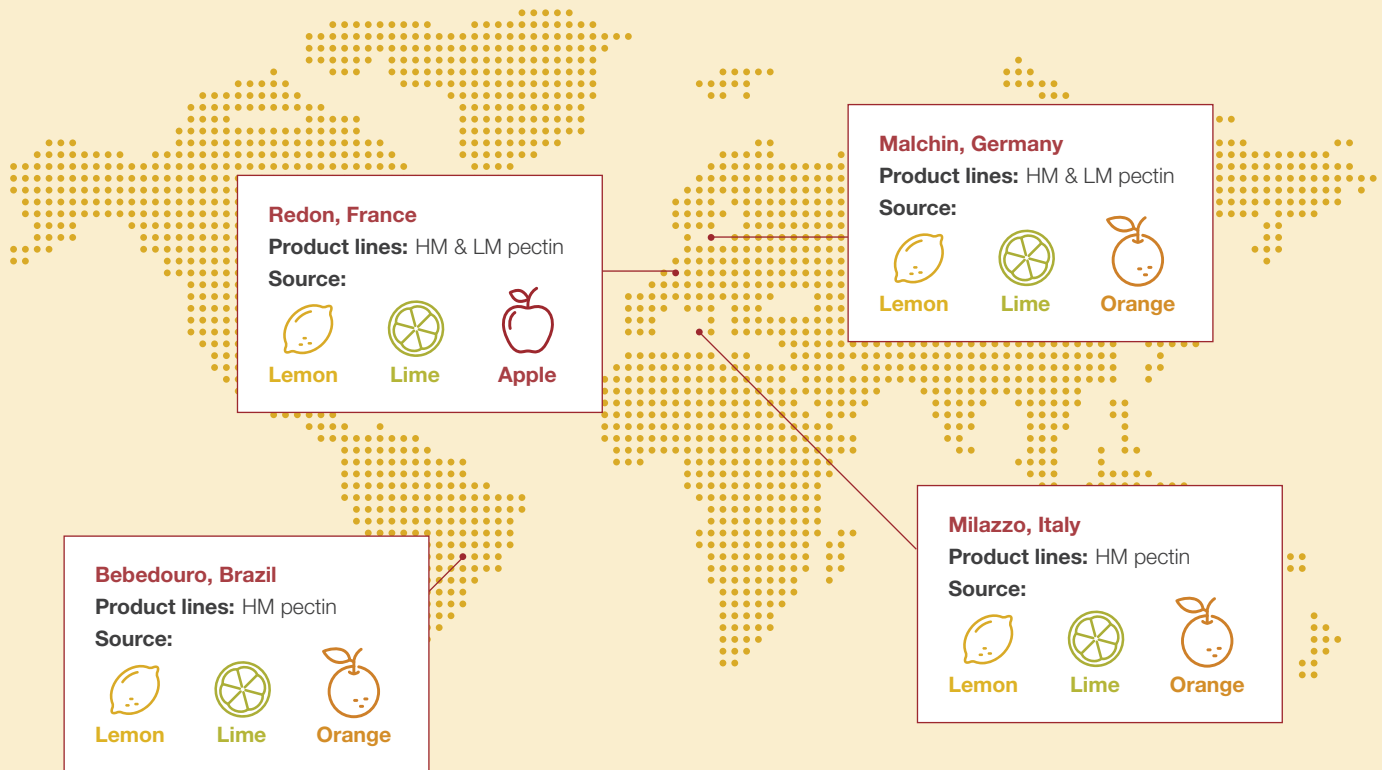 Malchin, Germany
Product lines: HM & LM pectin
Source:
Lemon Lime Orange
Redon, France
Product lines: HM & LM pectin
Source:
Lemon Lime Apple
Milazzo, Italy
Product lines: HM pectin
Source:
Lemon Lime Orange
Bebedouro, Brazil
Product lines: HM pectin
Source:
Lemon Lime Orange